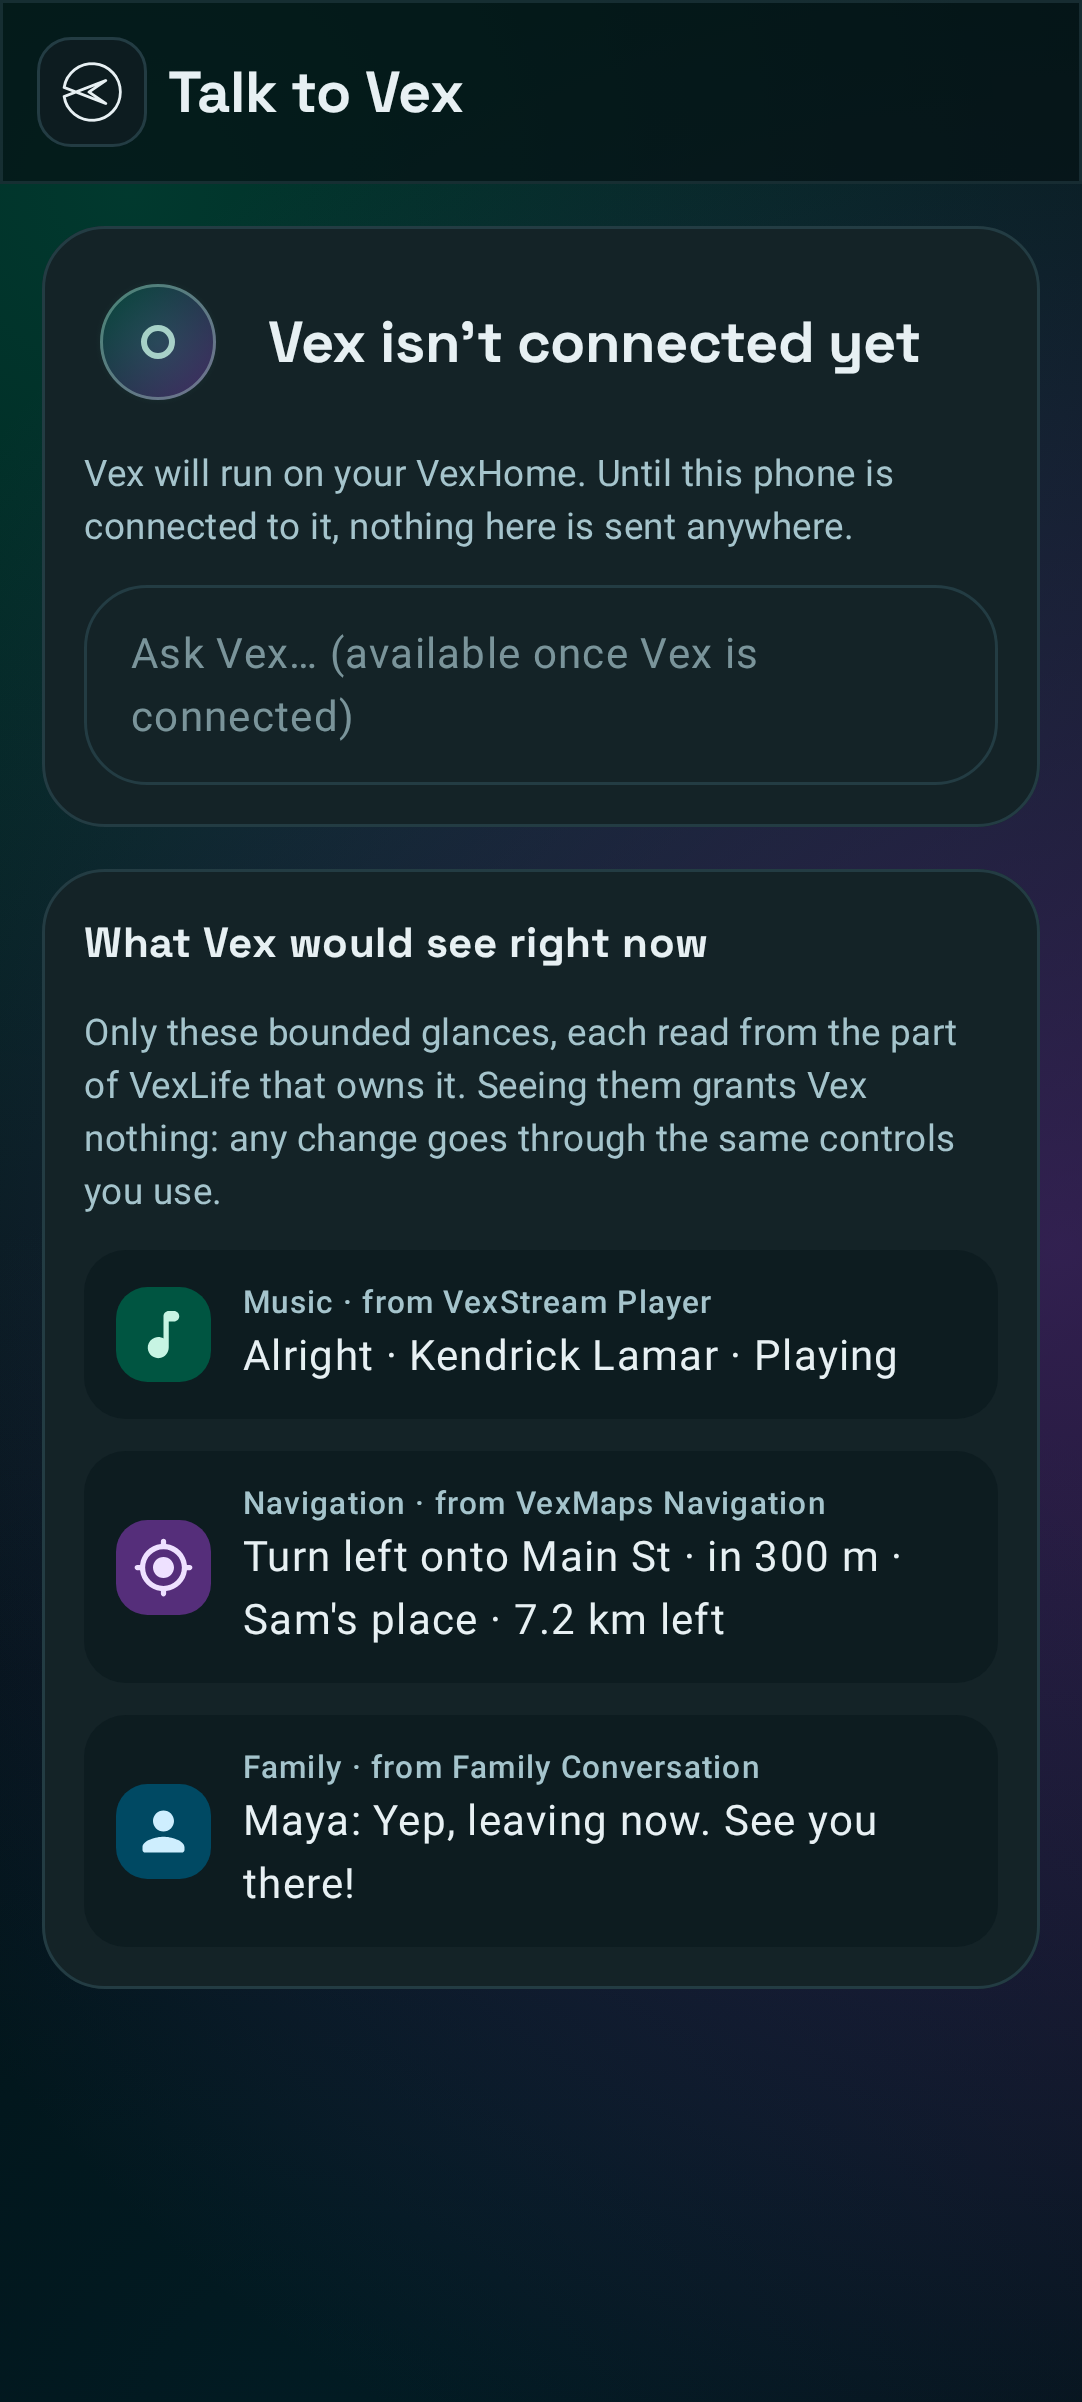 Talk to Vex
Vex isn’t connected yet
Vex will run on your VexHome. Until this phone is
connected to it, nothing here is sent anywhere.
Ask Vex… (available once Vex is
connected)
What Vex would see right now
Only these bounded glances, each read from the part
of VexLife that owns it. Seeing them grants Vex
nothing: any change goes through the same controls
you use.
Music · from VexStream Player
Alright · Kendrick Lamar · Playing
Navigation · from VexMaps Navigation
Turn left onto Main St · in 300 m ·
Sam's place · 7.2 km left
Family · from Family Conversation
Maya: Yep, leaving now. See you
there!